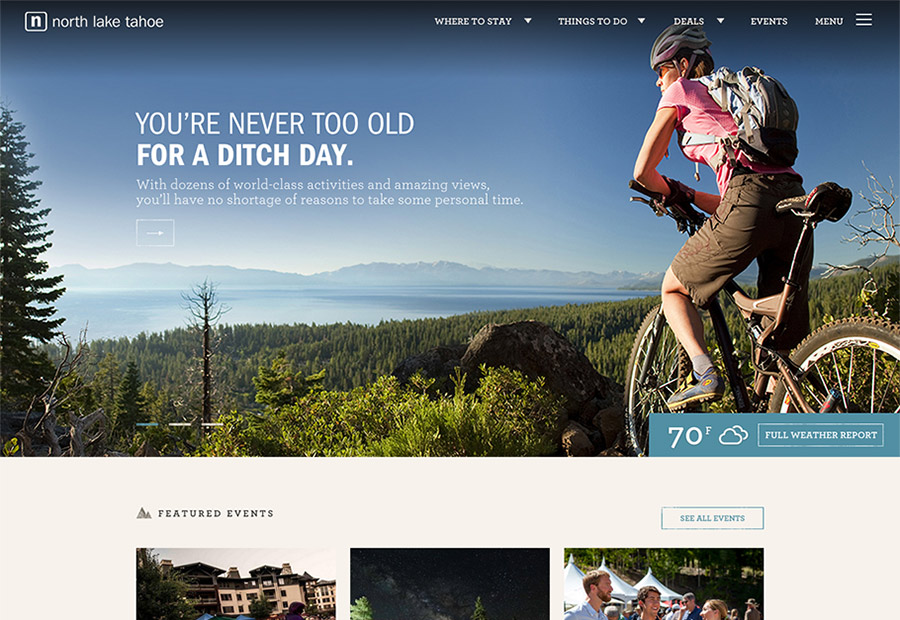 n north lake tahoe
WHERE TO STAY
THINGS TO DO
DEALS
EVENTS
MENU
YOU'RE NEVER TOO OLD
FOR A DITCH DAY.
With dozens of world-class activities and amazing views,
you'll have no shortage of reasons to take some personal time.
70 F
FULL WEATHER REPORT
FEATURED EVENTS
SEE ALL EVENTS